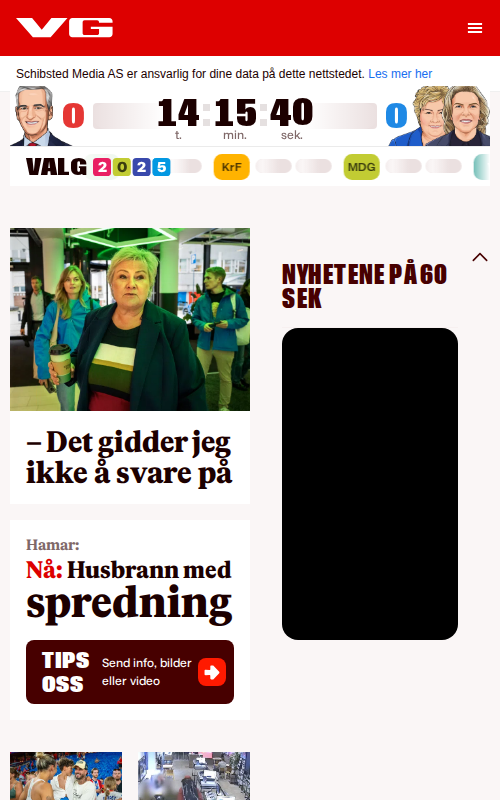 VG
Schibsted Media AS er ansvarlig for dine data på dette nettstedet. Les mer her
0
14:15:40
0
t.
min.
sek.
VALG 2025
KrF
MDG
– Det gidder jeg
ikke å svare på
NYHETENE PÅ 60
SEK
Hamar:
Nå: Husbrann med
spredning
TIPS
OSS
Send info, bilder
eller video